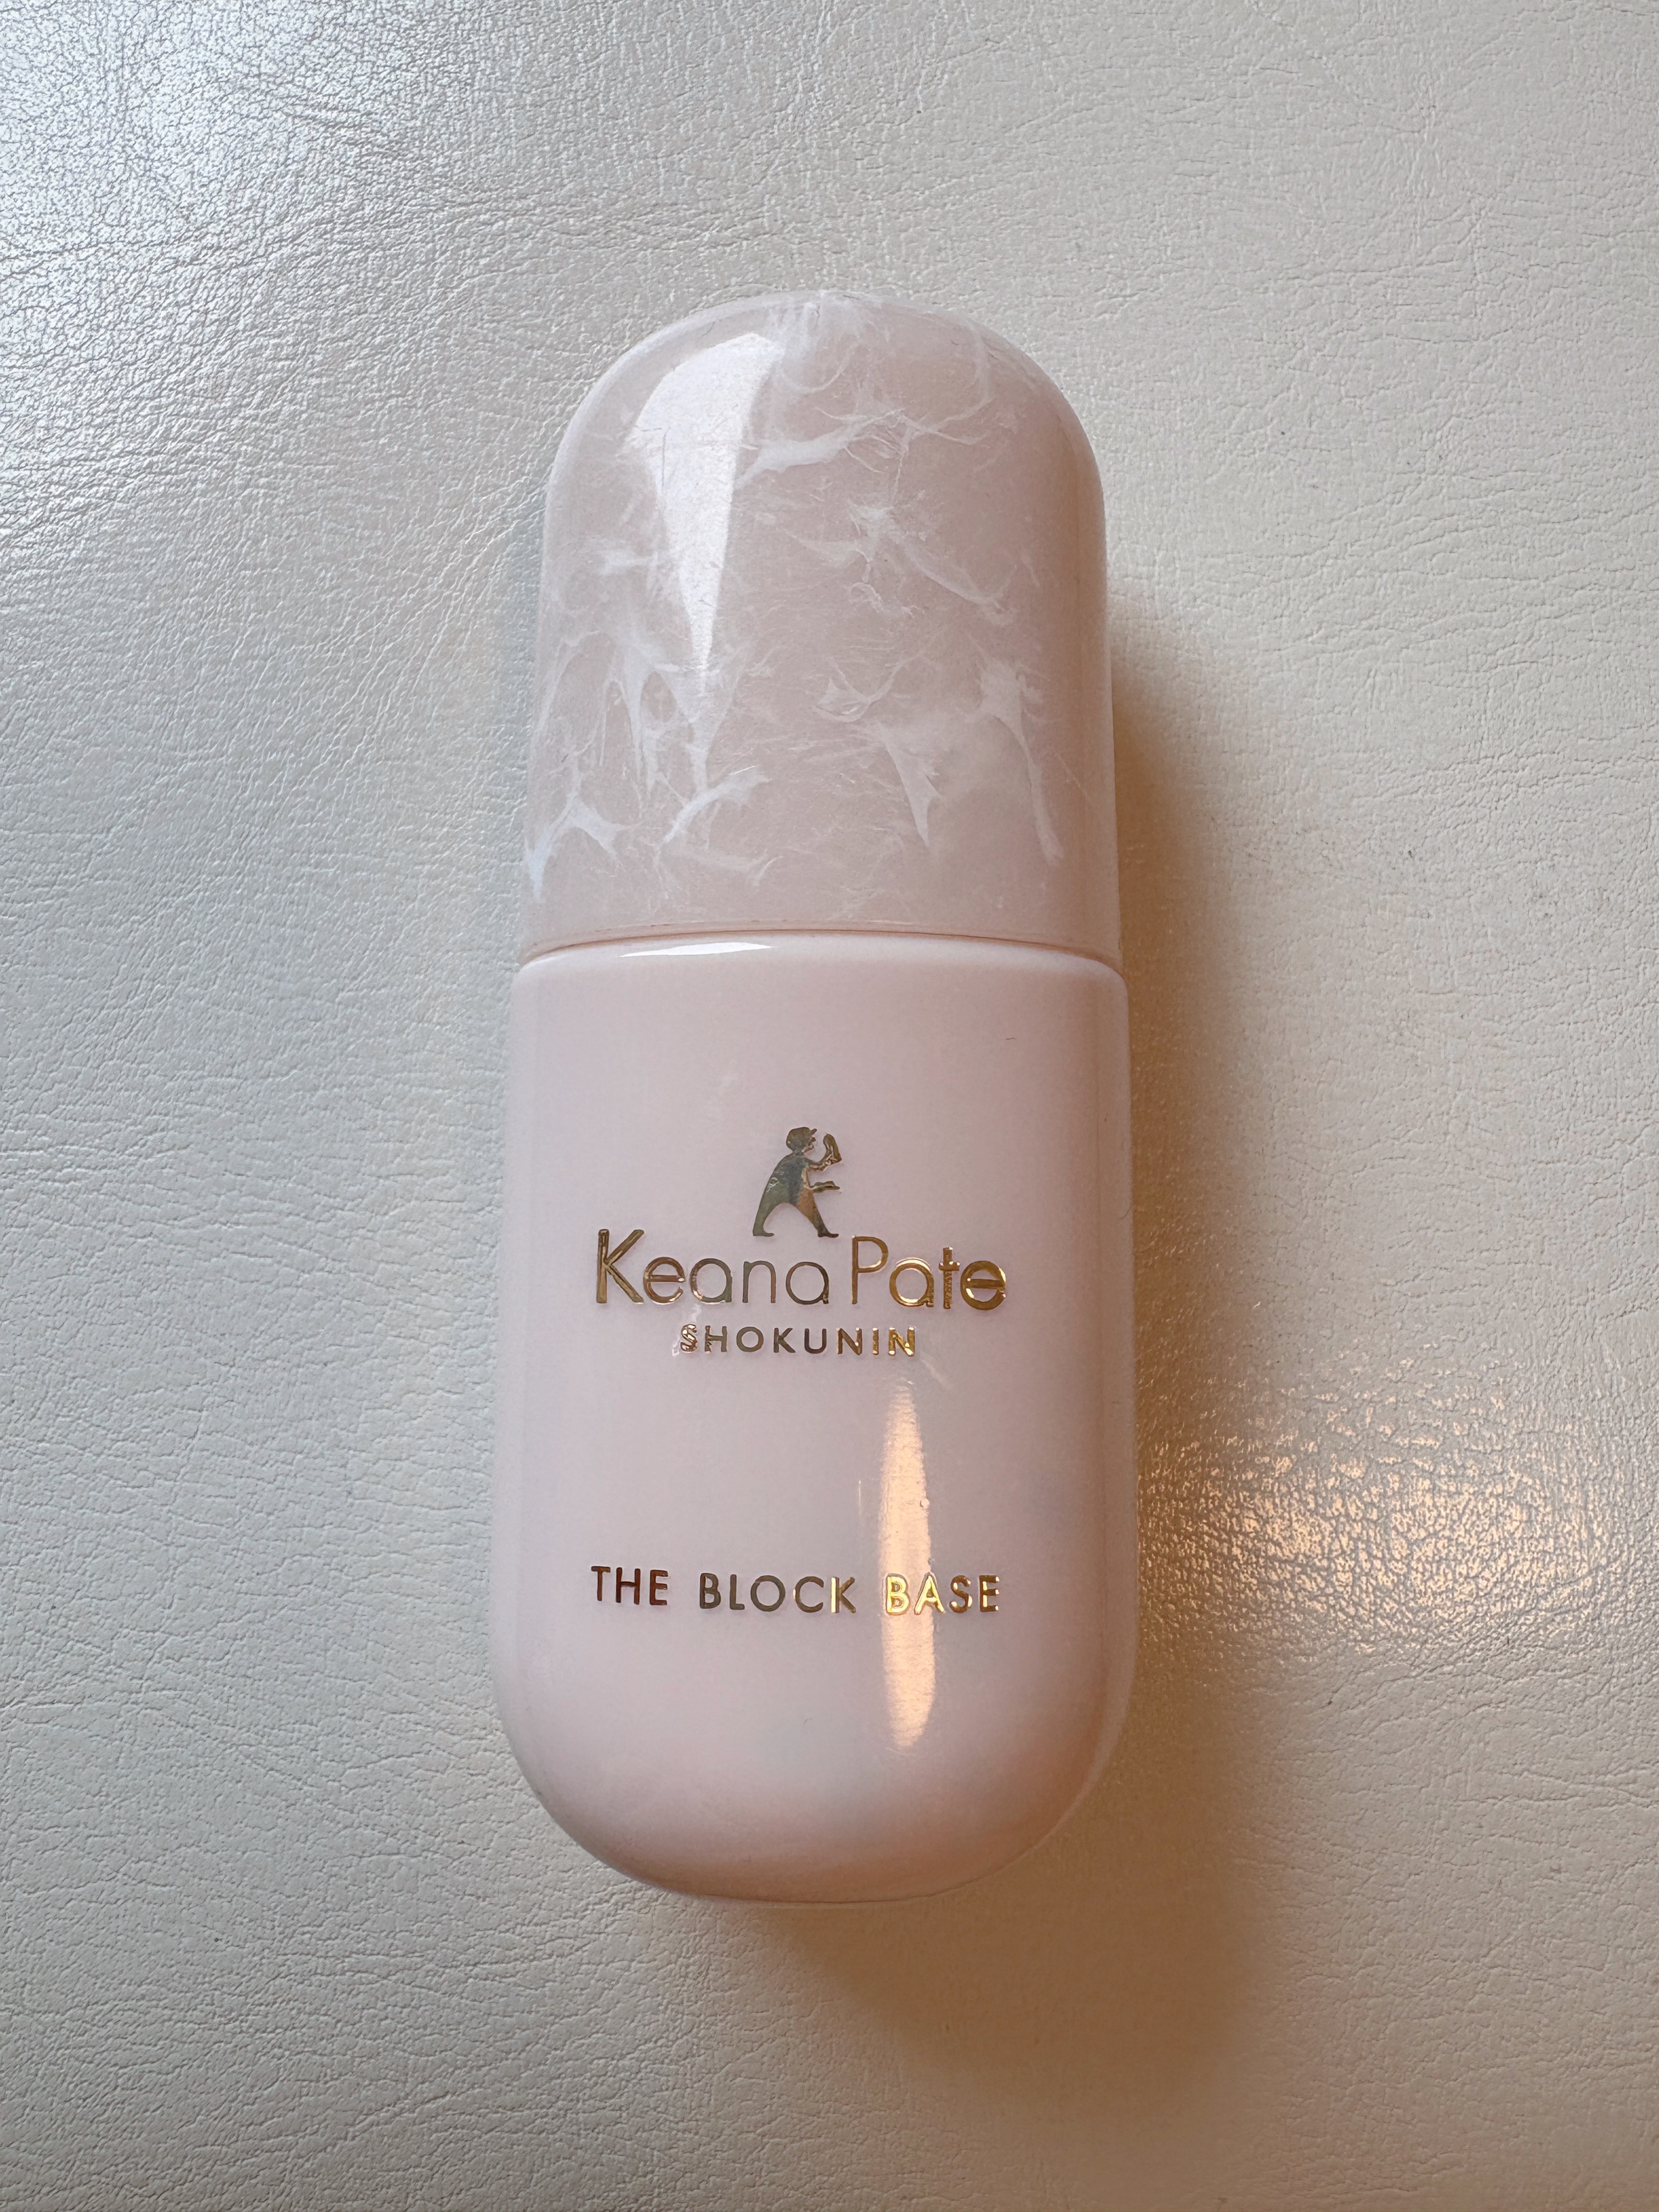 Keana Pate
SHOKUNIN
THE BLOCK BASE